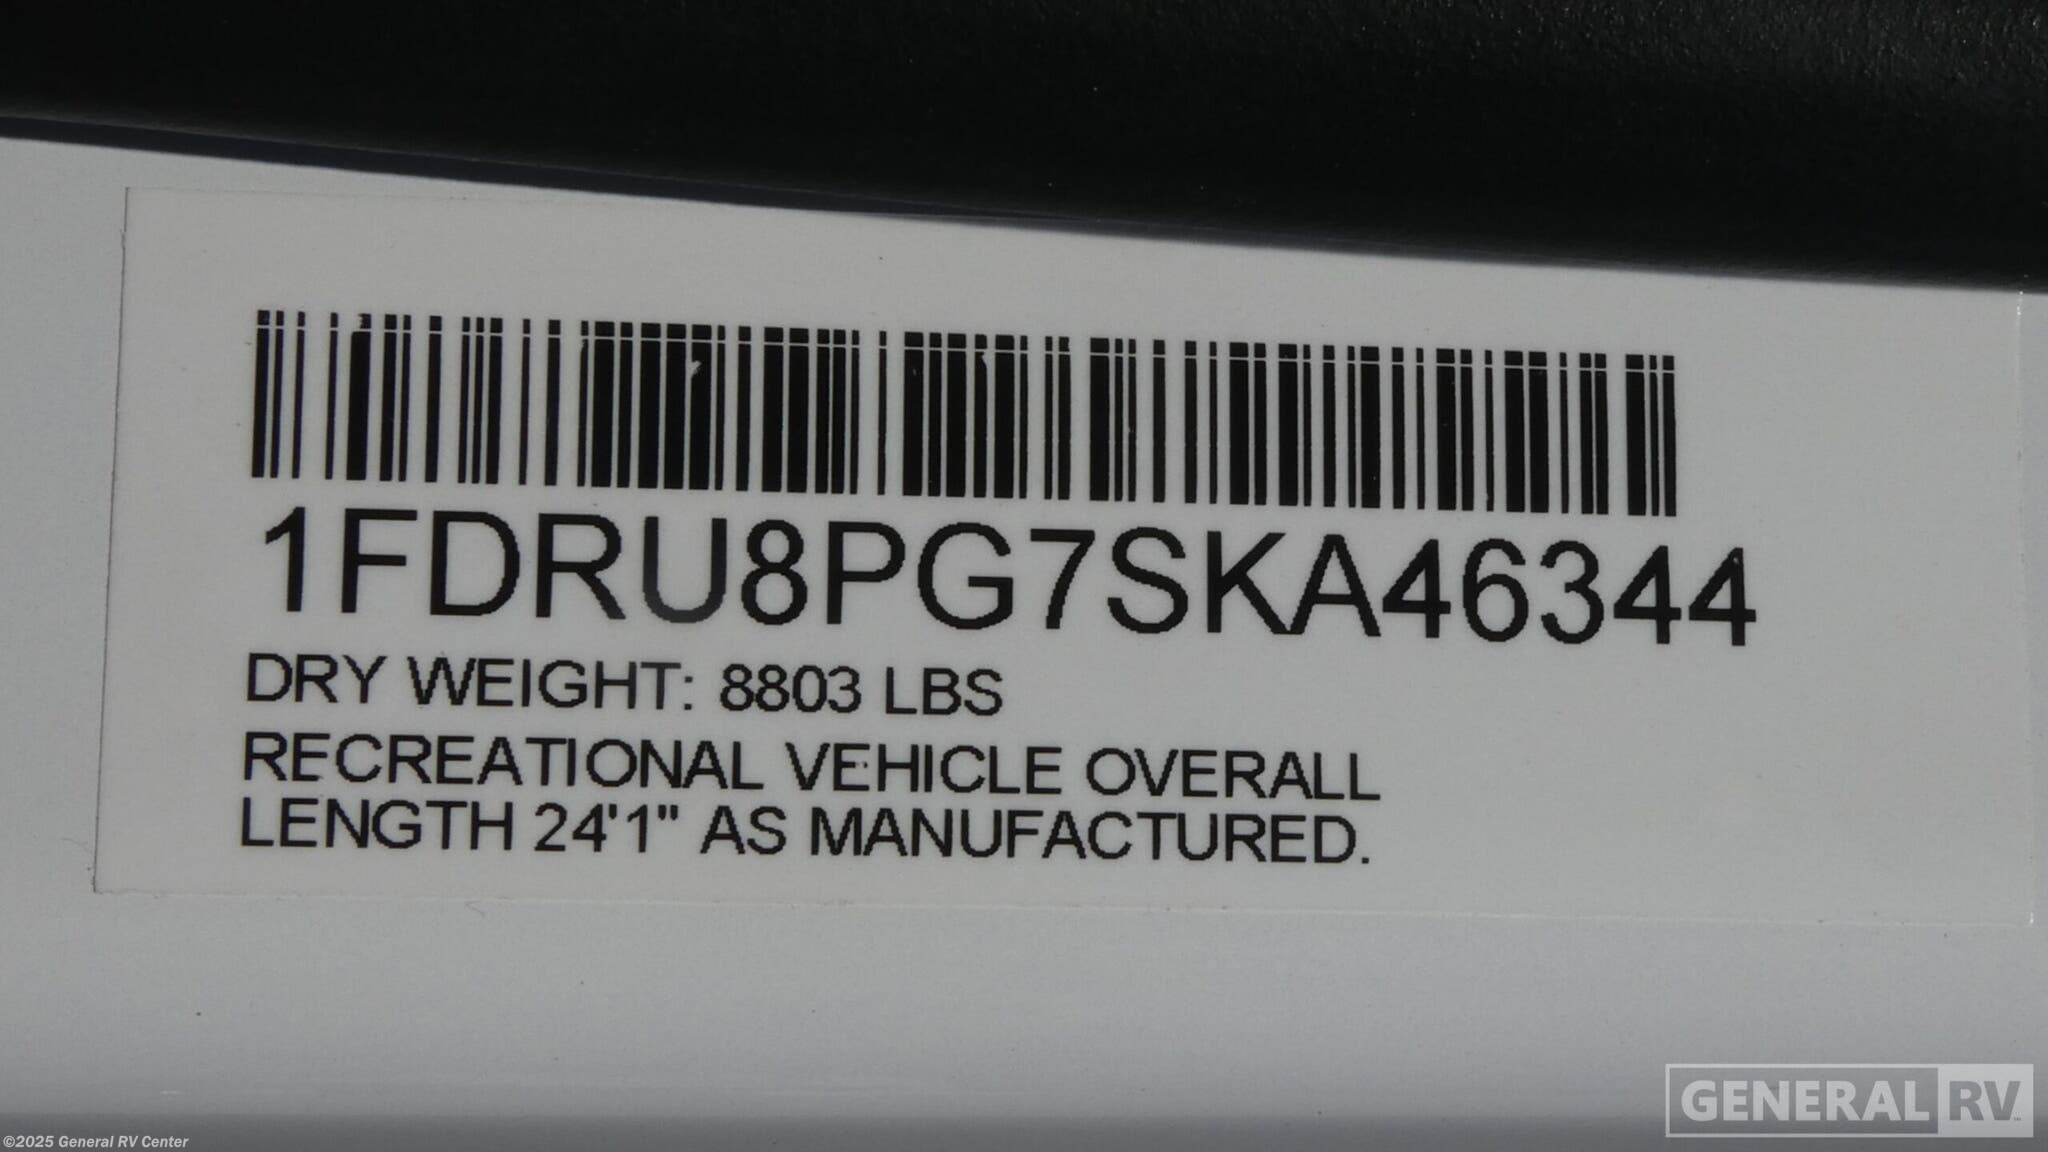 1FDRU8PG7SKA46344
DRY WEIGHT: 8803 LBS
RECREATIONAL VEHICLE OVERALL
LENGTH 24'1" AS MANUFACTURED.
GENERAL RV
©2025 General RV Center